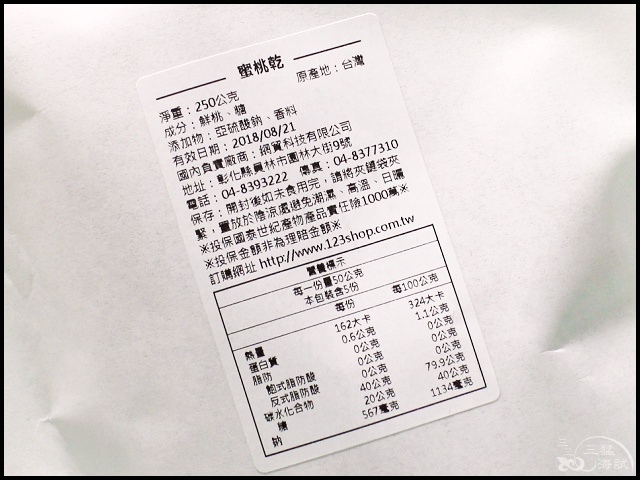 蜜桃乾
原產地：台灣
淨重：250公克
成分：鮮桃、糖
添加物：亞硫酸鈉、香料
有效日期：2018/08/21
國內負責廠商：網貿科技有限公司
地址：彰化縣員林市園林大街9號
電話：04-8393222 傳真：04-8377310
保存：開封後如未食用完，請將夾鏈袋夾
緊，置放於陰涼處避免潮濕、高溫、日曬
※投保國泰世紀產物產品責任險1000萬※
※投保金額非為理賠金額※
訂購網址 http://www.123shop.com.tw
營養標示
每一份量50公克
本包裝含5份
每份 每100公克
熱量 162大卡 324大卡
蛋白質 0.6公克 1.1公克
脂肪 0公克 0公克
飽式脂肪酸 0公克 0公克
反式脂肪酸 0公克 0公克
碳水化合物 40公克 79.9公克
糖 20公克 40公克
鈉 567毫克 1134毫克